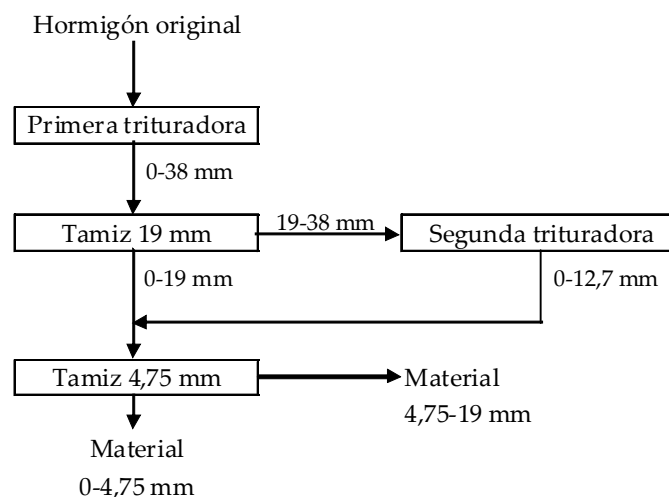 Hormigón original
Primera trituradora
0-38 mm
Tamiz 19 mm
19-38 mm
Segunda trituradora
0-19 mm
0-12,7 mm
Tamiz 4,75 mm
Material
4,75-19 mm
Material
0-4,75 mm